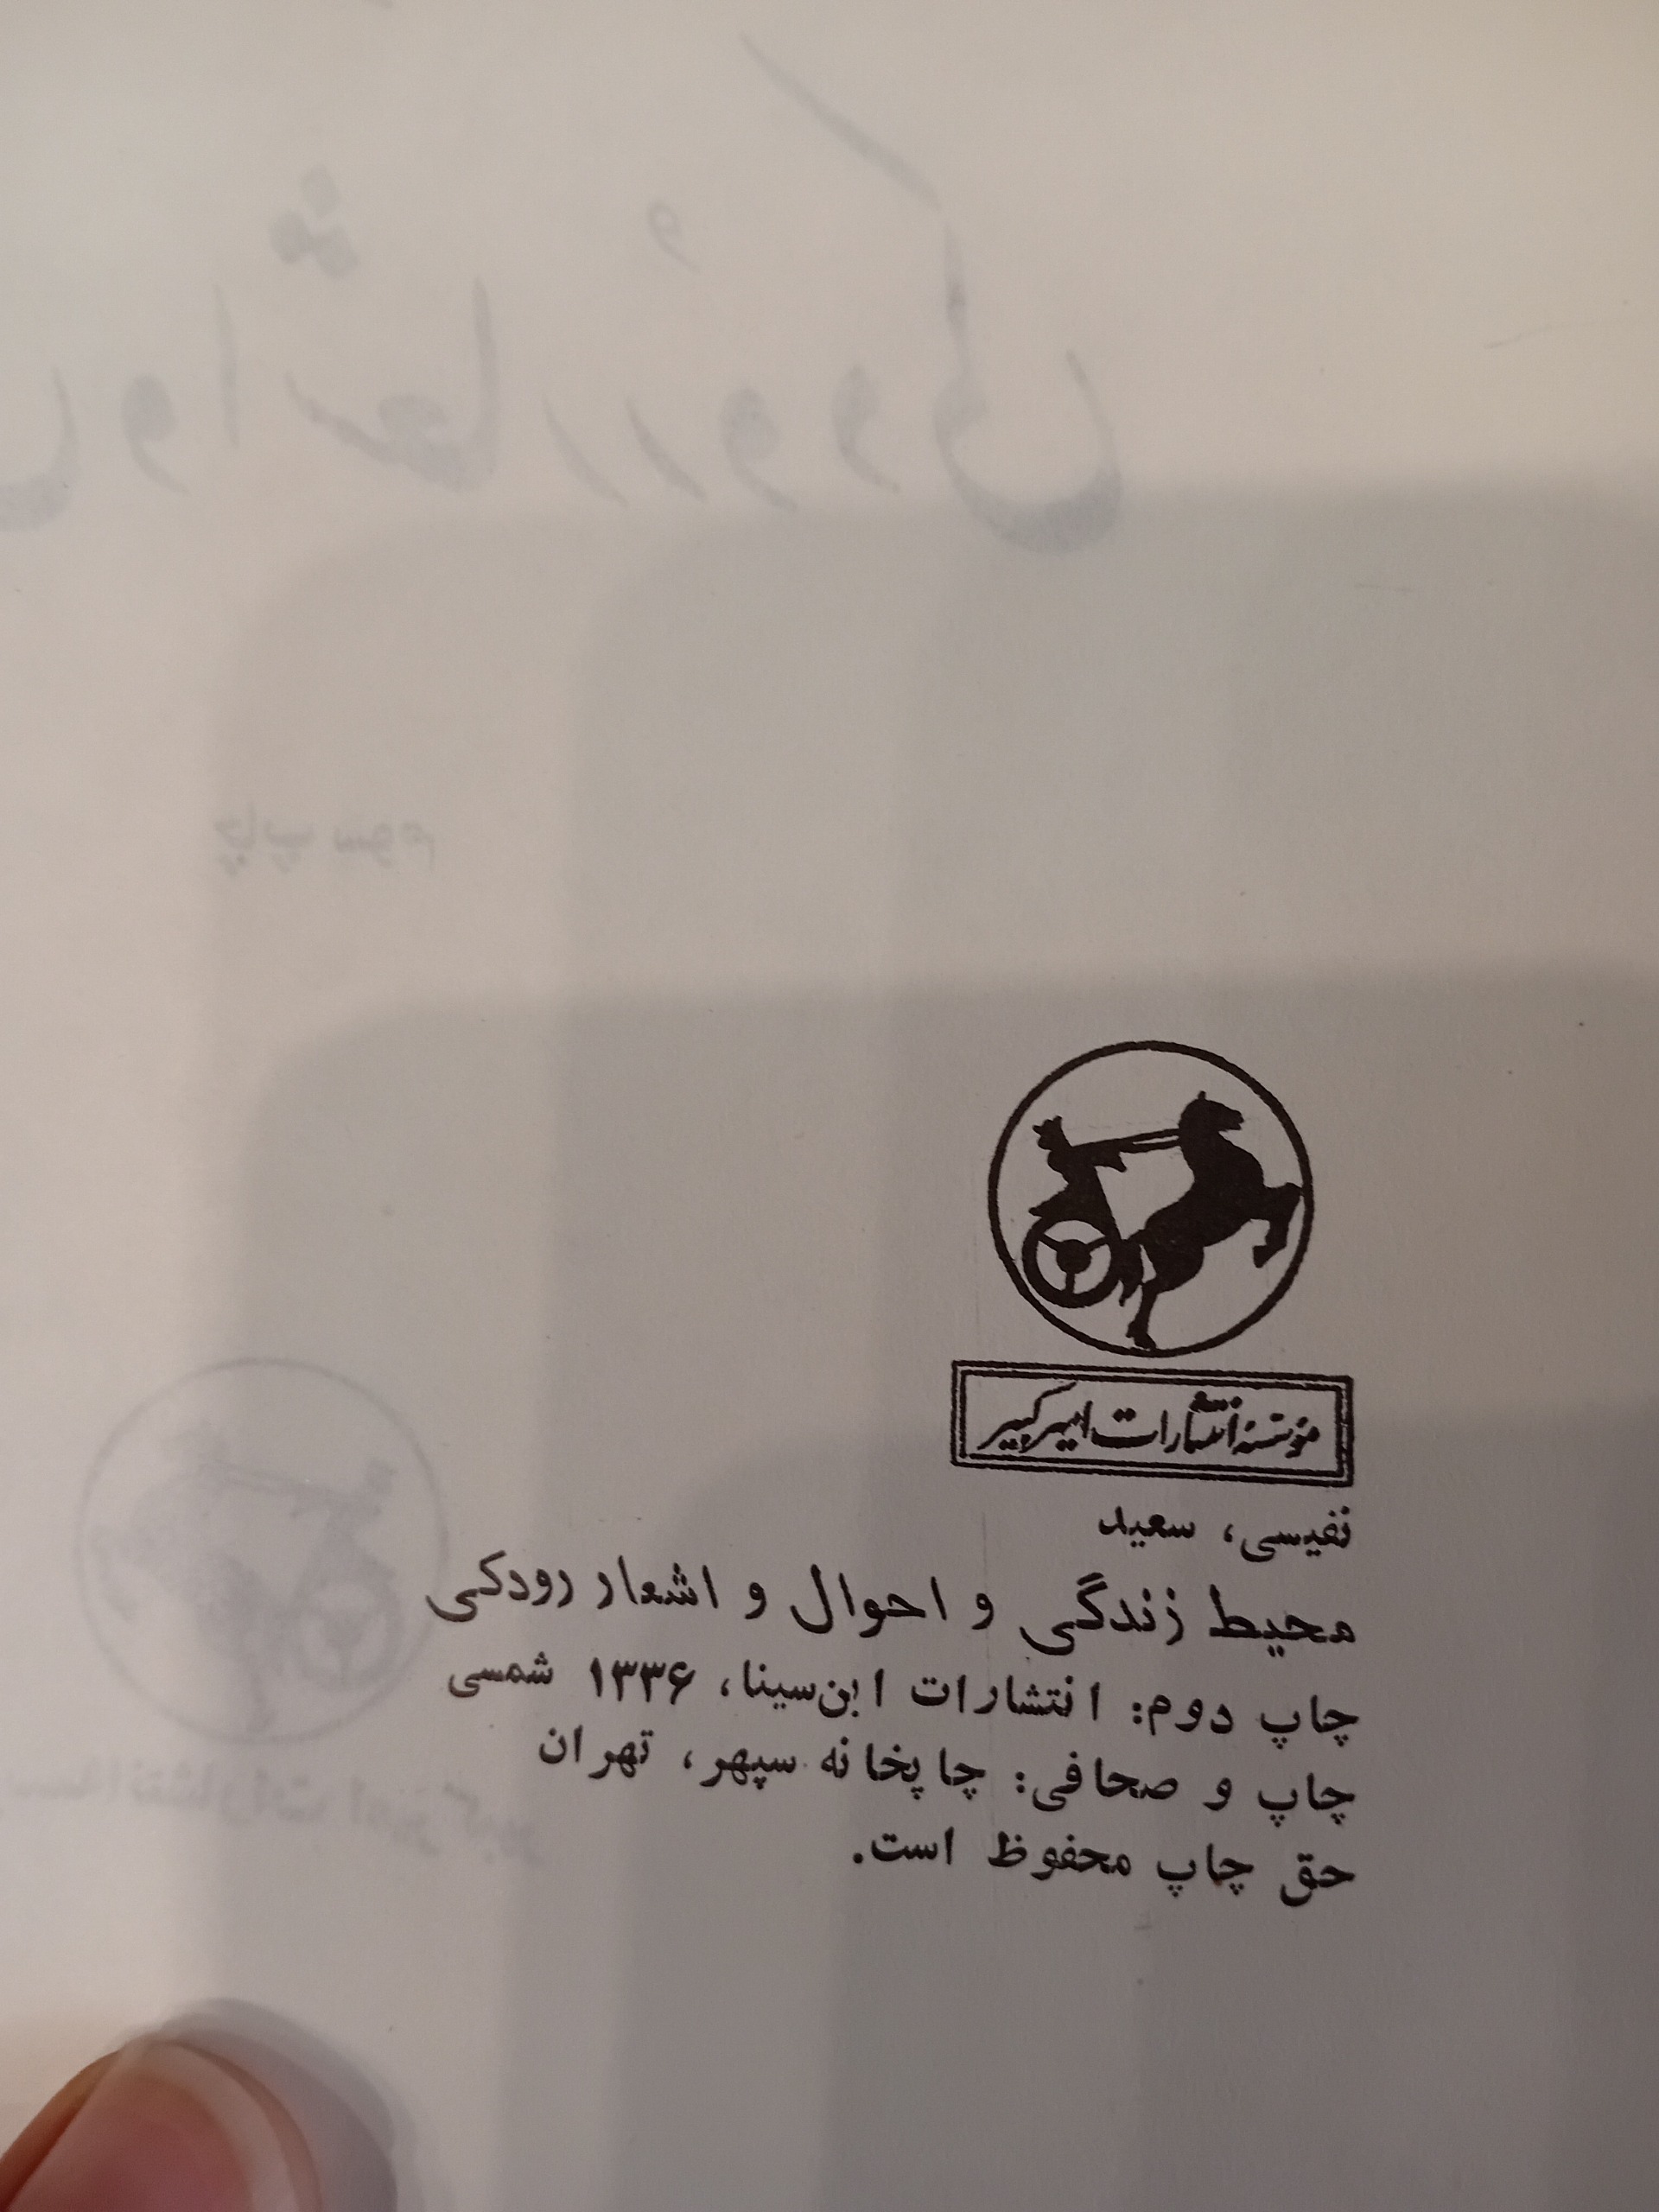 مؤسسه انتشارات امیرکبیر
نفیسی، سعید
محیط زندگی و احوال و اشعار رودکی
چاپ دوم: انتشارات ابن‌سینا، ۱۳۳۶ شمسی
چاپ و صحافی: چاپخانه سپهر، تهران
حق چاپ محفوظ است.